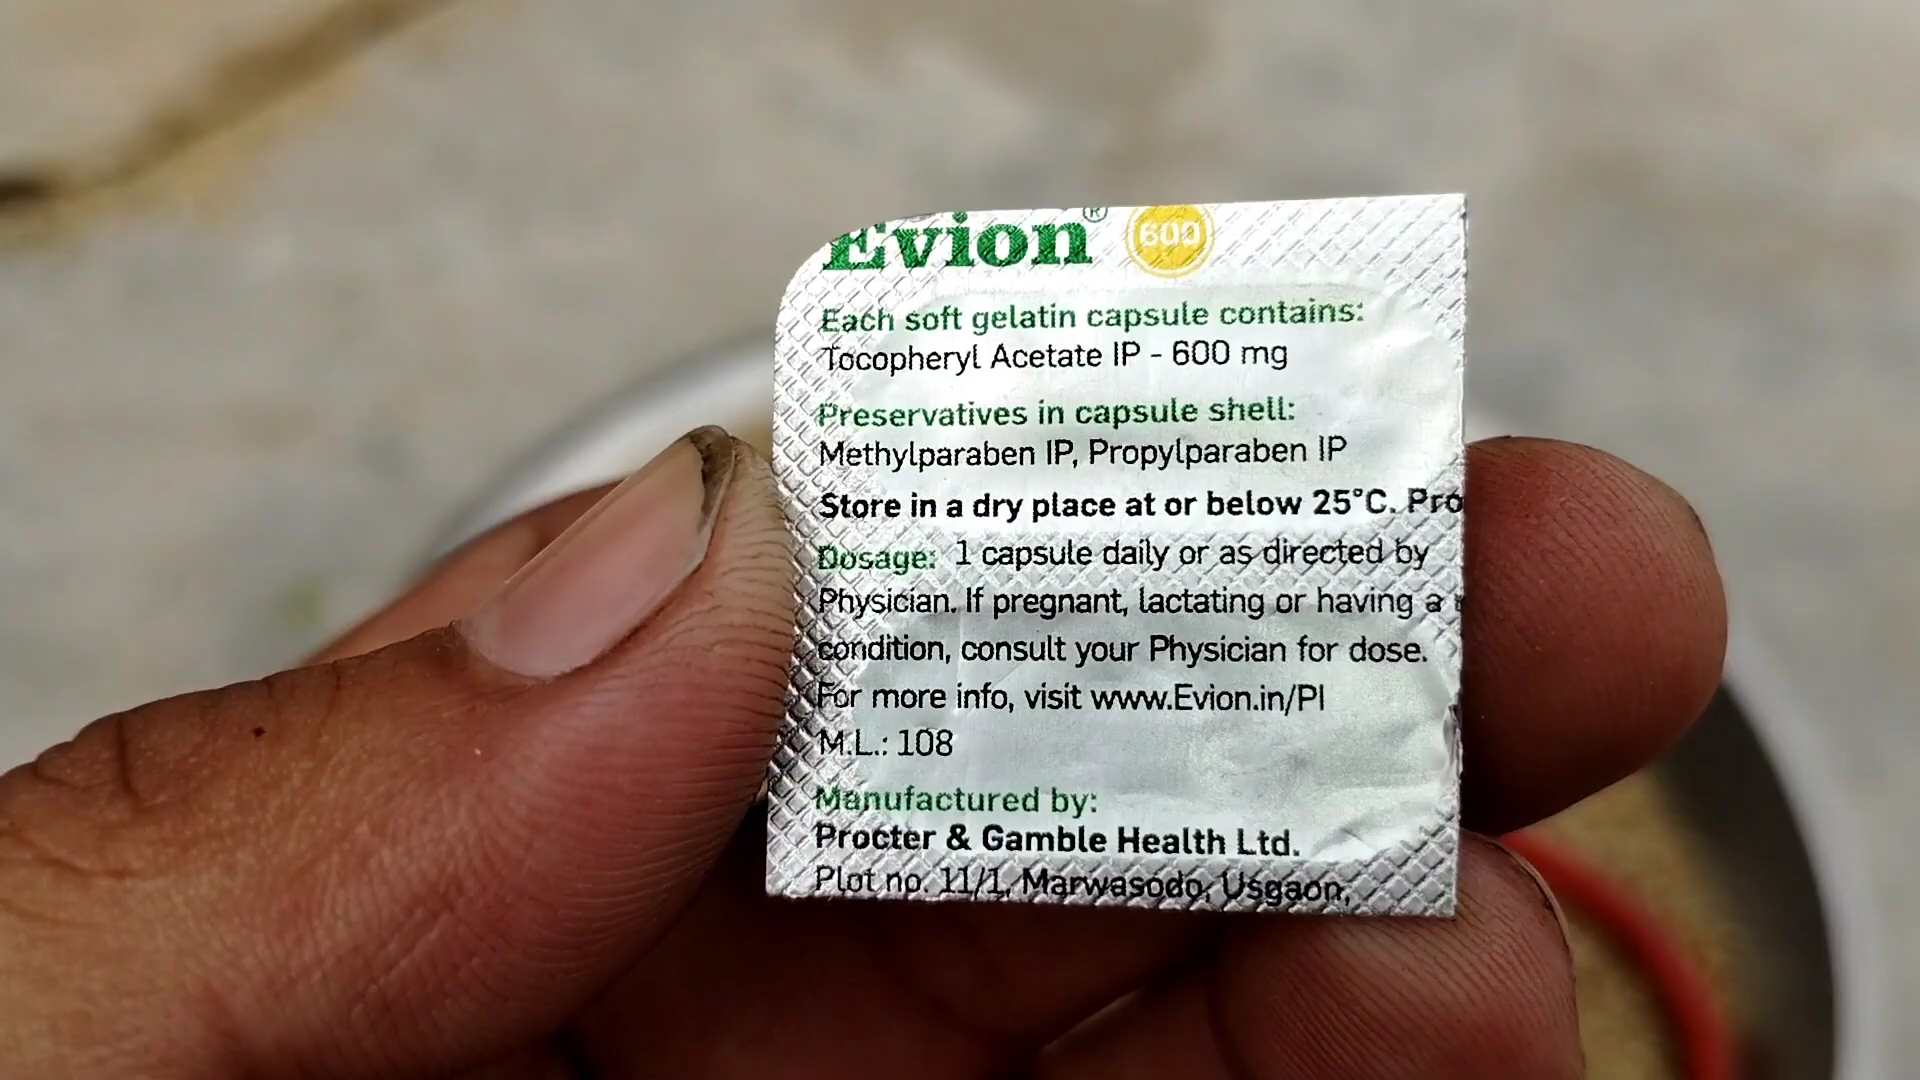 Evion® 600
Each soft gelatin capsule contains:
Tocopheryl Acetate IP - 600 mg
Preservatives in capsule shell:
Methylparaben IP, Propylparaben IP
Store in a dry place at or below 25°C. Pro
Dosage: 1 capsule daily or as directed by
Physician. If pregnant, lactating or having a
condition, consult your Physician for dose.
For more info, visit www.Evion.in/PI
M.L.: 108
Manufactured by:
Procter & Gamble Health Ltd.
Plot no. 11/1, Marwasodo, Usgaon,